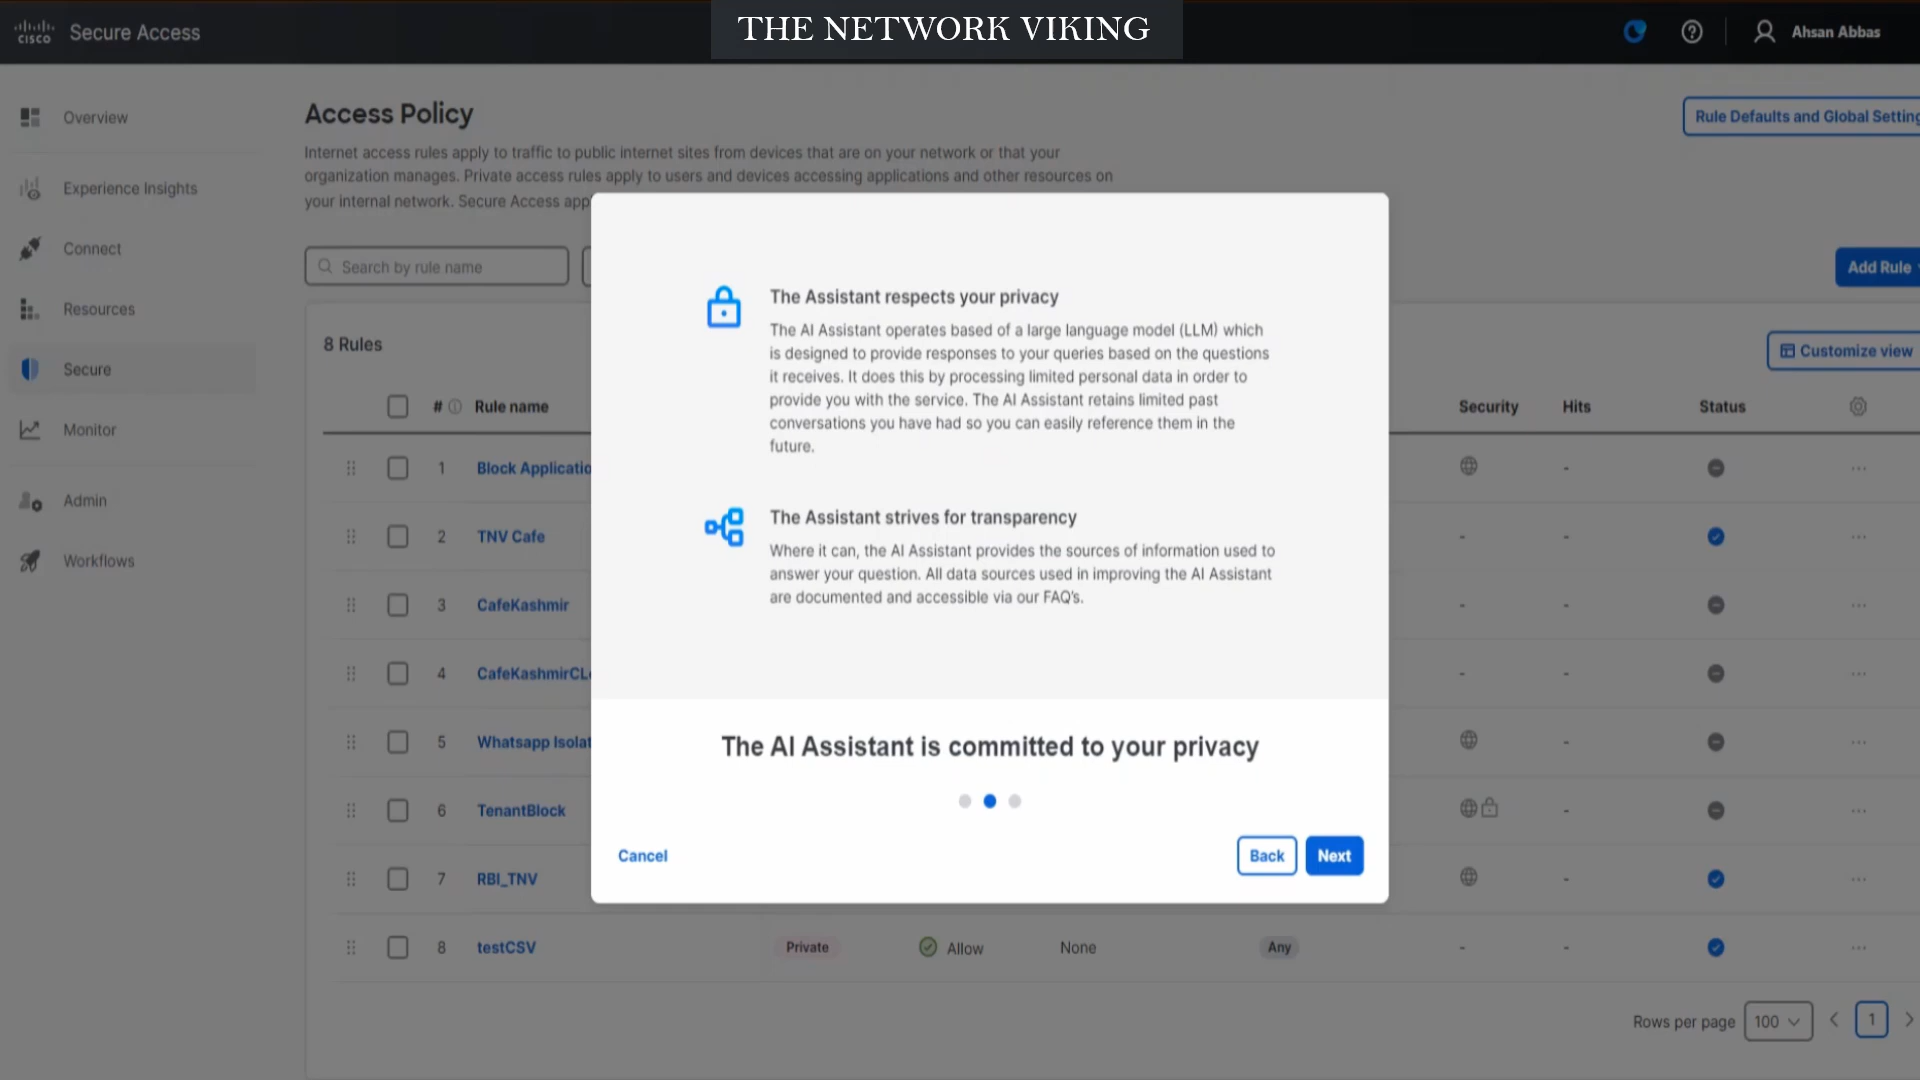 THE NETWORK VIKING
CISCO
Secure Access
Ahsan Abbas
Overview
Experience Insights
Connect
Resources
Secure
Monitor
Admin
Workflows
Access Policy
Rule Defaults and Global Setting
Internet access rules apply to traffic to public internet sites from devices that are on your network or that your
organization manages. Private access rules apply to users and devices accessing applications and other resources on
your internal network. Secure Access app
Search by rule name
Add Rule
8 Rules
Customize view
# Rule name
Security
Hits
Status
1 Block Applicatio - ...
2 TNV Cafe - - ...
3 CafeKashmir - - ...
4 CafeKashmirCL - - ...
5 Whatsapp Isolat - ...
6 TenantBlock - ...
7 RBI_TNV - ...
8 testCSV Private Allow None Any - - ...
Rows per page 100 1
The Assistant respects your privacy
The AI Assistant operates based of a large language model (LLM) which
is designed to provide responses to your queries based on the questions
it receives. It does this by processing limited personal data in order to
provide you with the service. The AI Assistant retains limited past
conversations you have had so you can easily reference them in the
future.
The Assistant strives for transparency
Where it can, the AI Assistant provides the sources of information used to
answer your question. All data sources used in improving the AI Assistant
are documented and accessible via our FAQ's.
The AI Assistant is committed to your privacy
Cancel
Back
Next